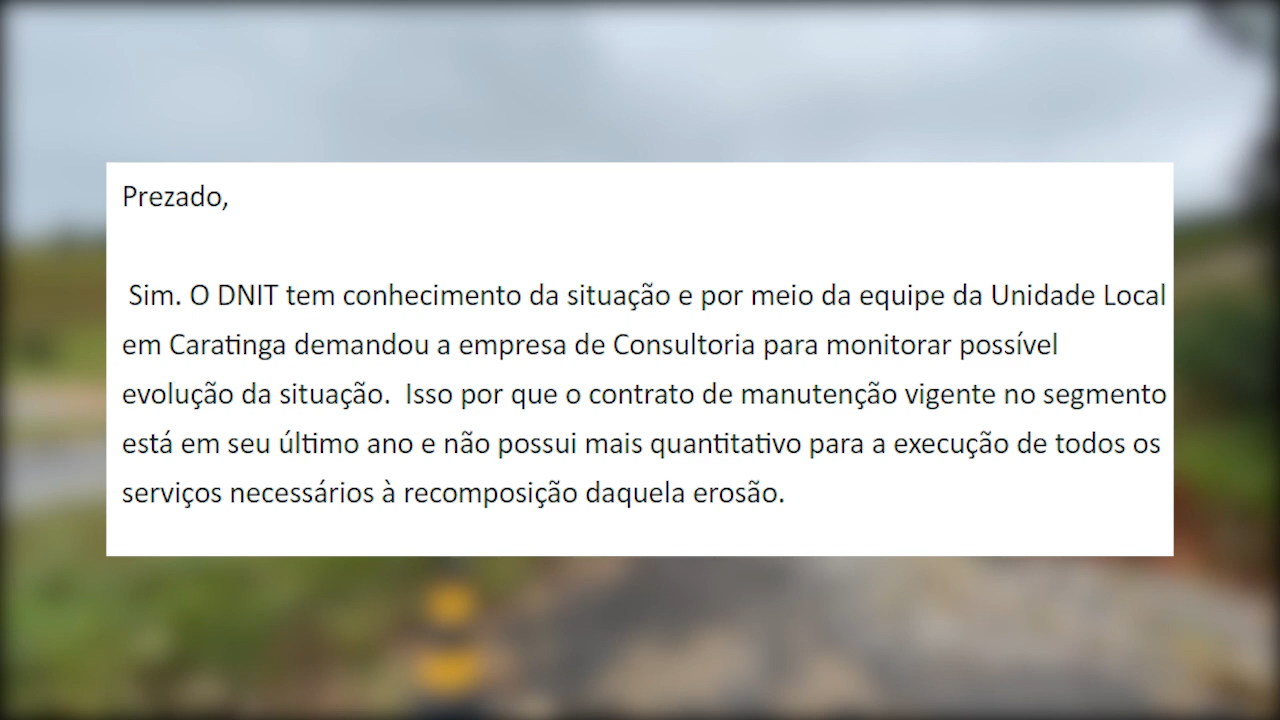 Prezado,
Sim. O DNIT tem conhecimento da situação e por meio da equipe da Unidade Local
em Caratinga demandou a empresa de Consultoria para monitorar possível
evolução da situação.  Isso por que o contrato de manutenção vigente no segmento
está em seu último ano e não possui mais quantitativo para a execução de todos os
serviços necessários à recomposição daquela erosão.